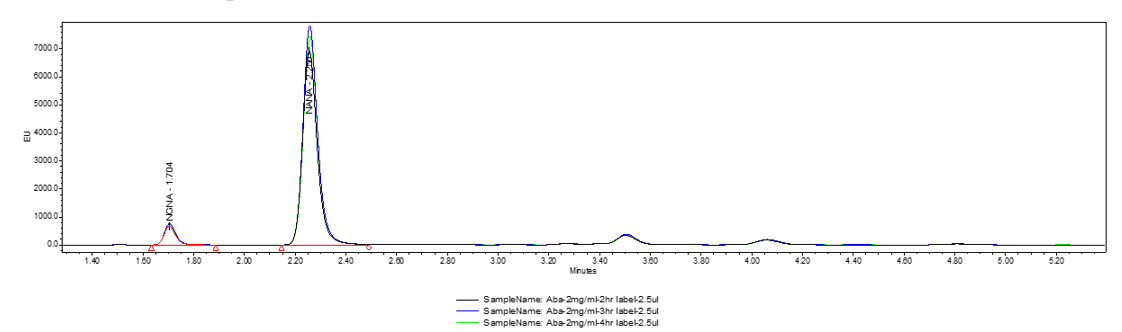 7000.0
6000.0
5000.0
4000.0
3000.0
2000.0
1000.0
0.0
EU
NGNA - 1.704
NANA -
1.40 1.60 1.80 2.00 2.20 2.40 2.60 2.80 3.00 3.20 3.40 3.60 3.80 4.00 4.20 4.40 4.60 4.80 5.00 5.20
Minutes
SampleName: Aba-2mg/ml-2hr label-2.5ul
SampleName: Aba-2mg/ml-3hr label-2.5ul
SampleName: Aba-2mg/ml-4hr label-2.5ul